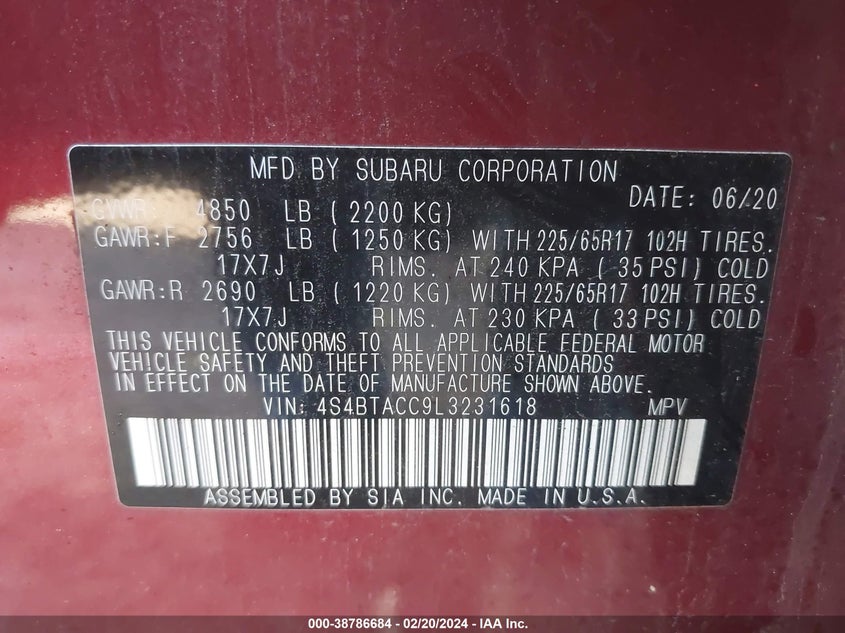 MFD BY SUBARU CORPORATION
DATE: 06/20
GVWR: 4850 LB ( 2200 KG)
GAWR:F 2756 LB ( 1250 KG) WITH 225/65R17 102H TIRES.
17X7J RIMS. AT 240 KPA ( 35 PSI) COLD
GAWR:R 2690 LB ( 1220 KG) WITH 225/65R17 102H TIRES.
17X7J RIMS. AT 230 KPA ( 33 PSI) COLD
THIS VEHICLE CONFORMS TO ALL APPLICABLE FEDERAL MOTOR
VEHICLE SAFETY AND THEFT PREVENTION STANDARDS
IN EFFECT ON THE DATE OF MANUFACTURE SHOWN ABOVE.
VIN: 4S4BTACC9L3231618 MPV
ASSEMBLED BY SIA INC. MADE IN U.S.A.
000-38786684 / 02/20/2024 - IAA Inc.